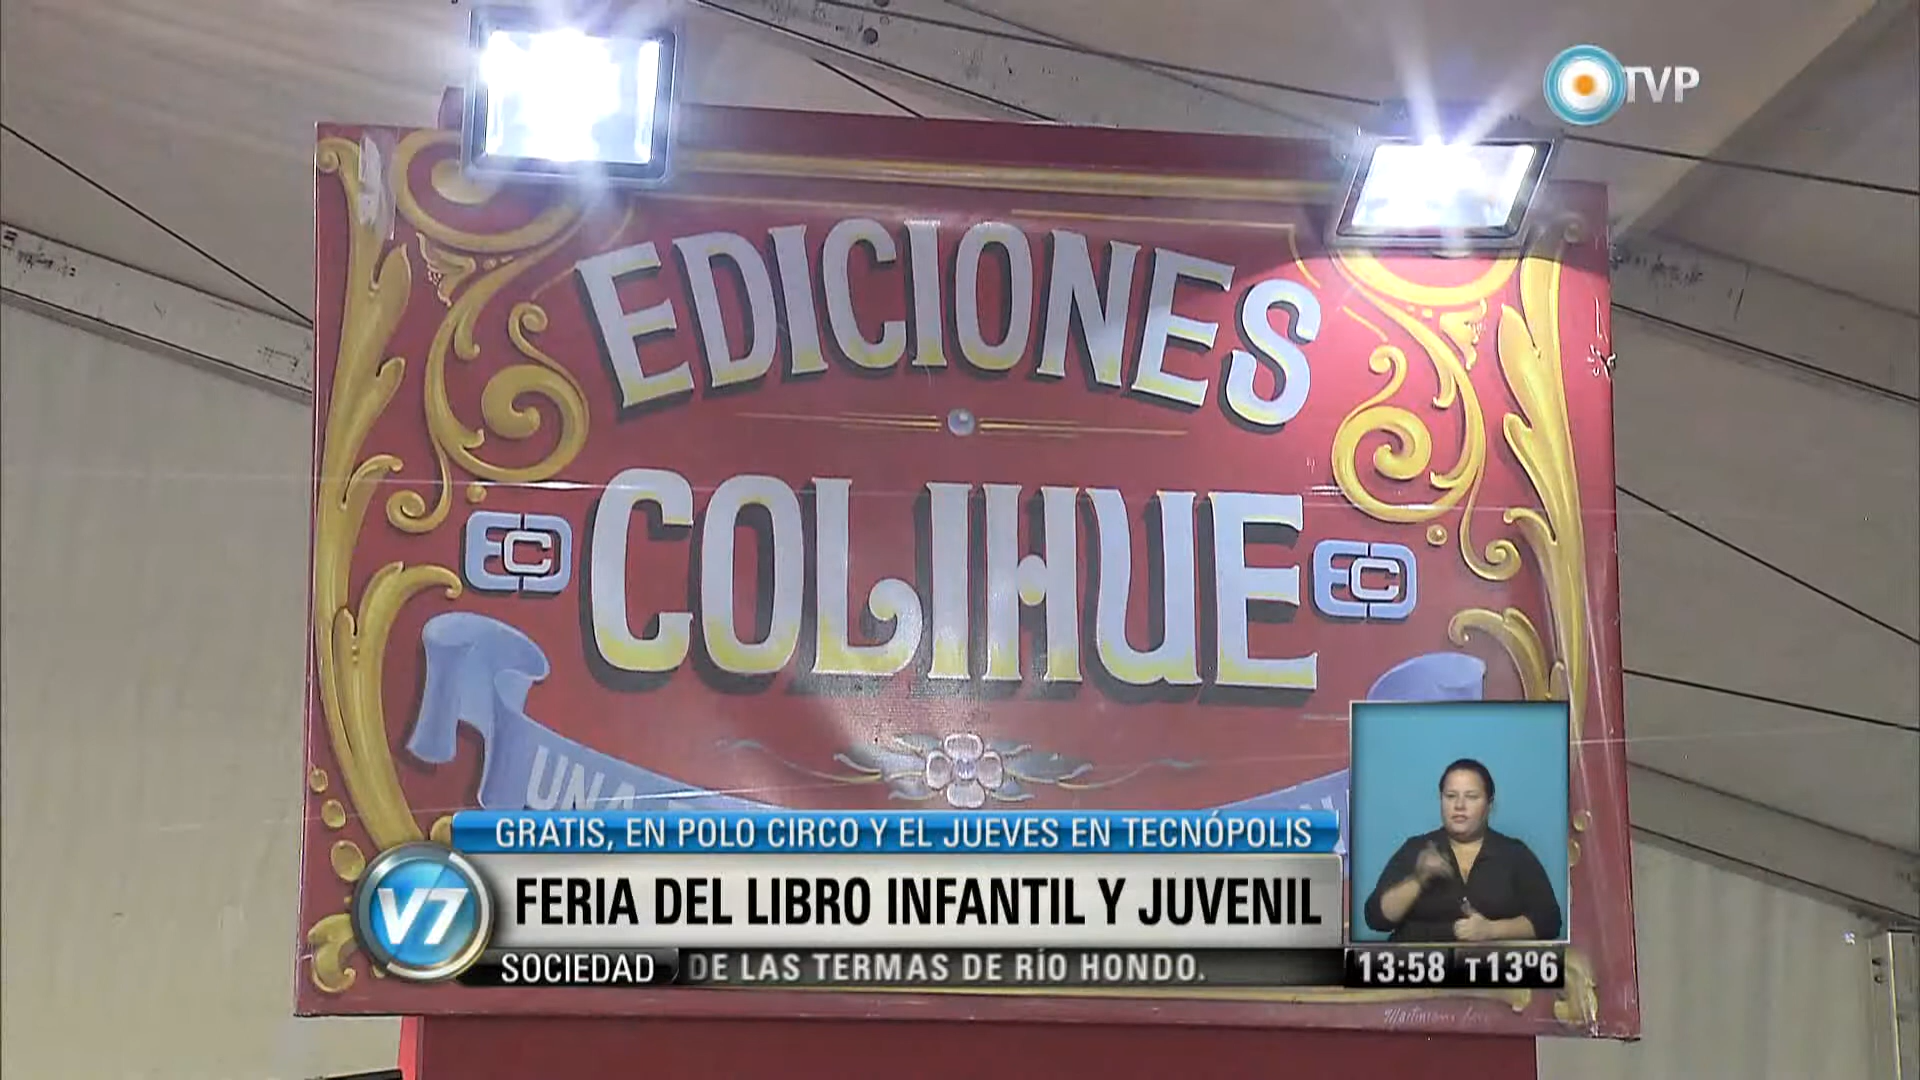 TVP
EDICIONES
COLIHUE
EC
EC
UNA
GRATIS, EN POLO CIRCO Y EL JUEVES EN TECNÓPOLIS
V7
FERIA DEL LIBRO INFANTIL Y JUVENIL
SOCIEDAD
DE LAS TERMAS DE RÍO HONDO.
13:58 T13º6